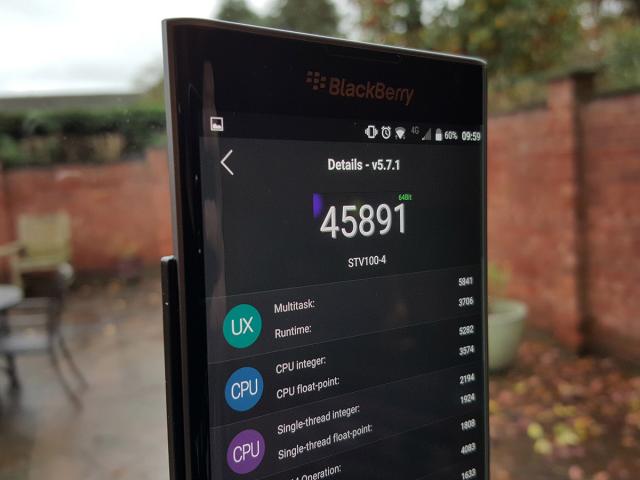 BlackBerry
4G 60% 09:59
Details - v5.7.1
64Bit
45891
STV100-4
UX
Multitask: 5841
Runtime: 3706
CPU
CPU integer: 5282
CPU float-point: 3574
CPU
Single-thread integer: 2194
Single-thread float-point: 1924
Operation: 1808
4083
1633